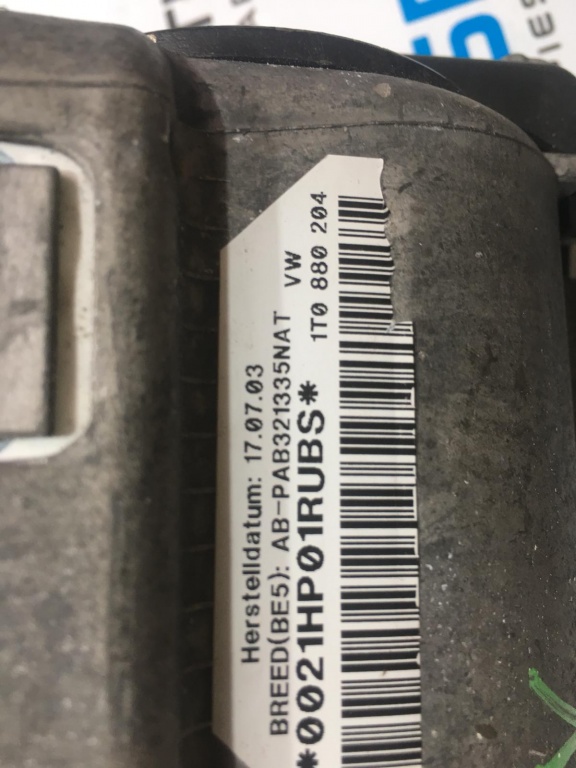 Herstelldatum: 17.07.03
BREED(BE5): AB-PAB321335NAT VW
*0021HP01RUBS* 1T0 880 204